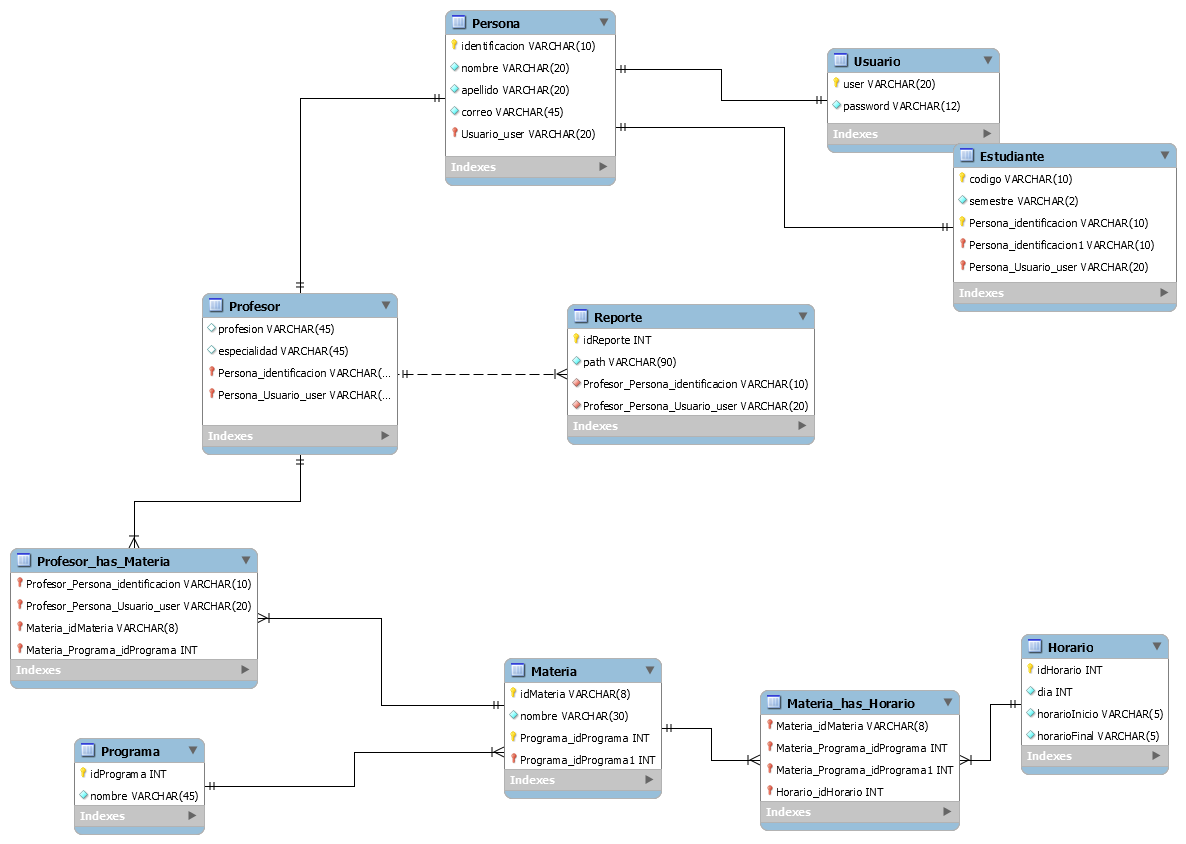 Persona
identificacion VARCHAR(10)
nombre VARCHAR(20)
apellido VARCHAR(20)
correo VARCHAR(45)
Usuario_user VARCHAR(20)
Indexes
Usuario
user VARCHAR(20)
password VARCHAR(12)
Indexes
Estudiante
codigo VARCHAR(10)
semestre VARCHAR(2)
Persona_identificacion VARCHAR(10)
Persona_identificacion1 VARCHAR(10)
Persona_Usuario_user VARCHAR(20)
Indexes
Profesor
profesion VARCHAR(45)
especialidad VARCHAR(45)
Persona_identificacion VARCHAR(...
Persona_Usuario_user VARCHAR(...
Indexes
Reporte
idReporte INT
path VARCHAR(90)
Profesor_Persona_identificacion VARCHAR(10)
Profesor_Persona_Usuario_user VARCHAR(20)
Indexes
Profesor_has_Materia
Profesor_Persona_identificacion VARCHAR(10)
Profesor_Persona_Usuario_user VARCHAR(20)
Materia_idMateria VARCHAR(8)
Materia_Programa_idPrograma INT
Indexes
Materia
idMateria VARCHAR(8)
nombre VARCHAR(30)
Programa_idPrograma INT
Programa_idPrograma1 INT
Indexes
Materia_has_Horario
Materia_idMateria VARCHAR(8)
Materia_Programa_idPrograma INT
Materia_Programa_idPrograma1 INT
Horario_idHorario INT
Indexes
Horario
idHorario INT
dia INT
horarioInicio VARCHAR(5)
horarioFinal VARCHAR(5)
Indexes
Programa
idPrograma INT
nombre VARCHAR(45)
Indexes